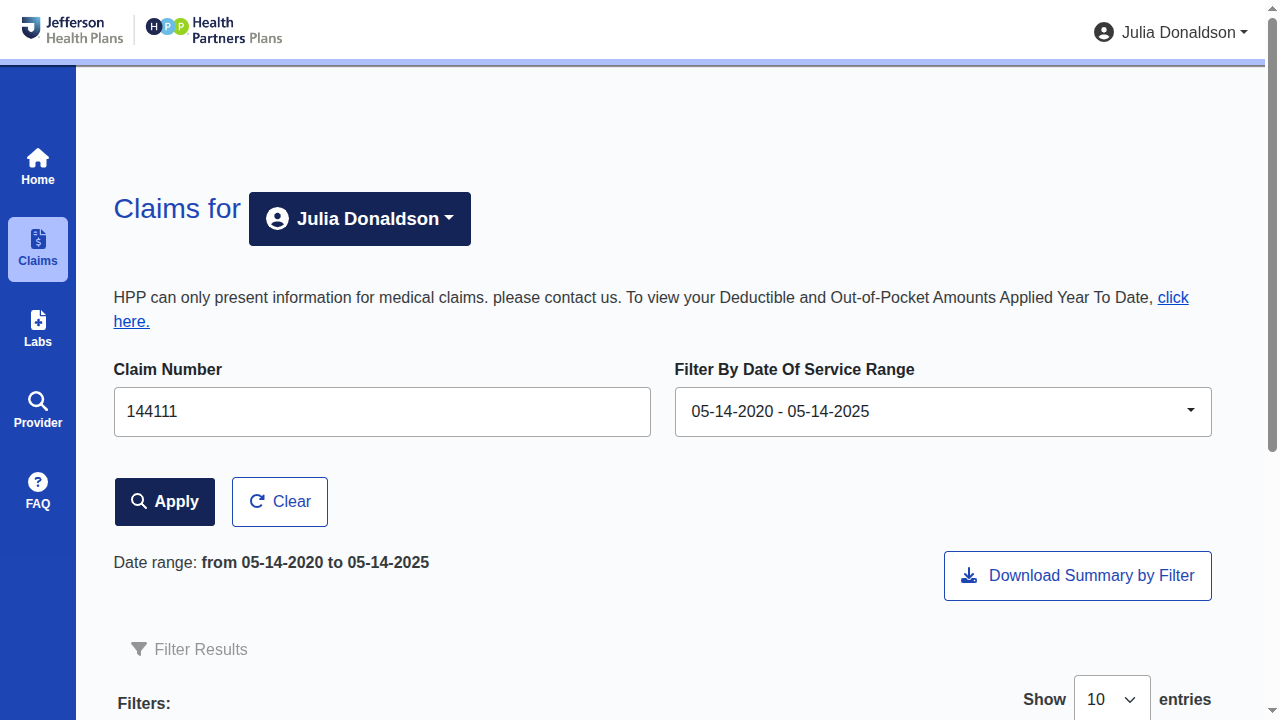 Jefferson
Health Plans
HPP
Health
Partners Plans
Julia Donaldson
Home
Claims
Labs
Provider
FAQ
Claims for
Julia Donaldson
HPP can only present information for medical claims. please contact us. To view your Deductible and Out-of-Pocket Amounts Applied Year To Date, click
here.
Claim Number
Filter By Date Of Service Range
144111
05-14-2020 - 05-14-2025
Apply
Clear
Date range: from 05-14-2020 to 05-14-2025
Download Summary by Filter
Filter Results
Filters:
Show 10 entries